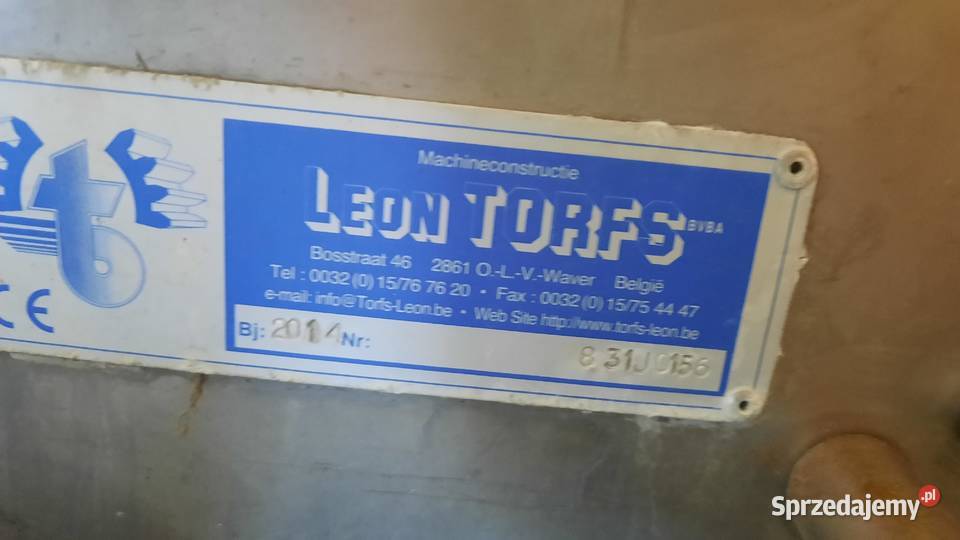 Machineconstructie
LEON TORFS BVBA
Bosstraat 46 2861 O.-L.-V.-Waver België
Tel : 0032 (0) 15/76 76 20 • Fax : 0032 (0) 15/75 44 47
e-mail: info@Torfs-Leon.be • Web Site http://www.torfs-leon.be
Bj: 2014 Nr: 8 31J0156
CE
Sprzedajemy.pl